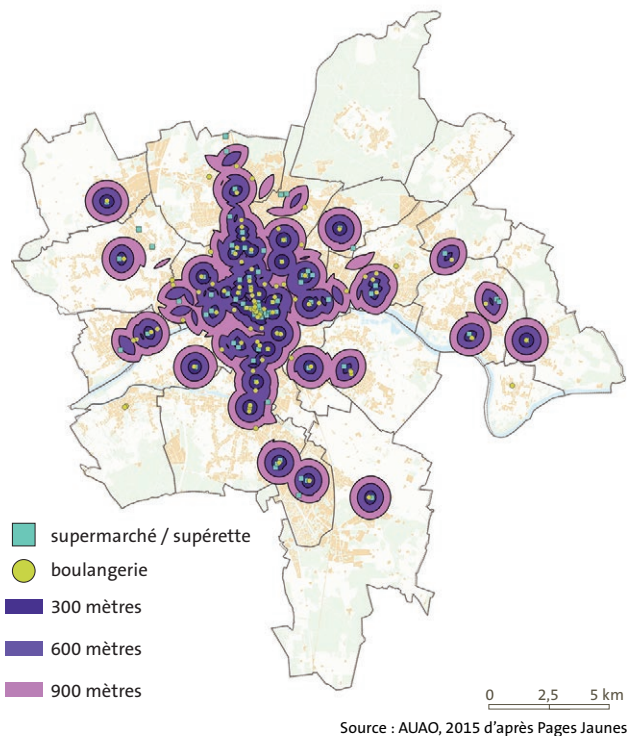 supermarché / supérette
boulangerie
300 mètres
600 mètres
900 mètres
0 2,5 5 km
Source : AUAO, 2015 d'après Pages Jaunes